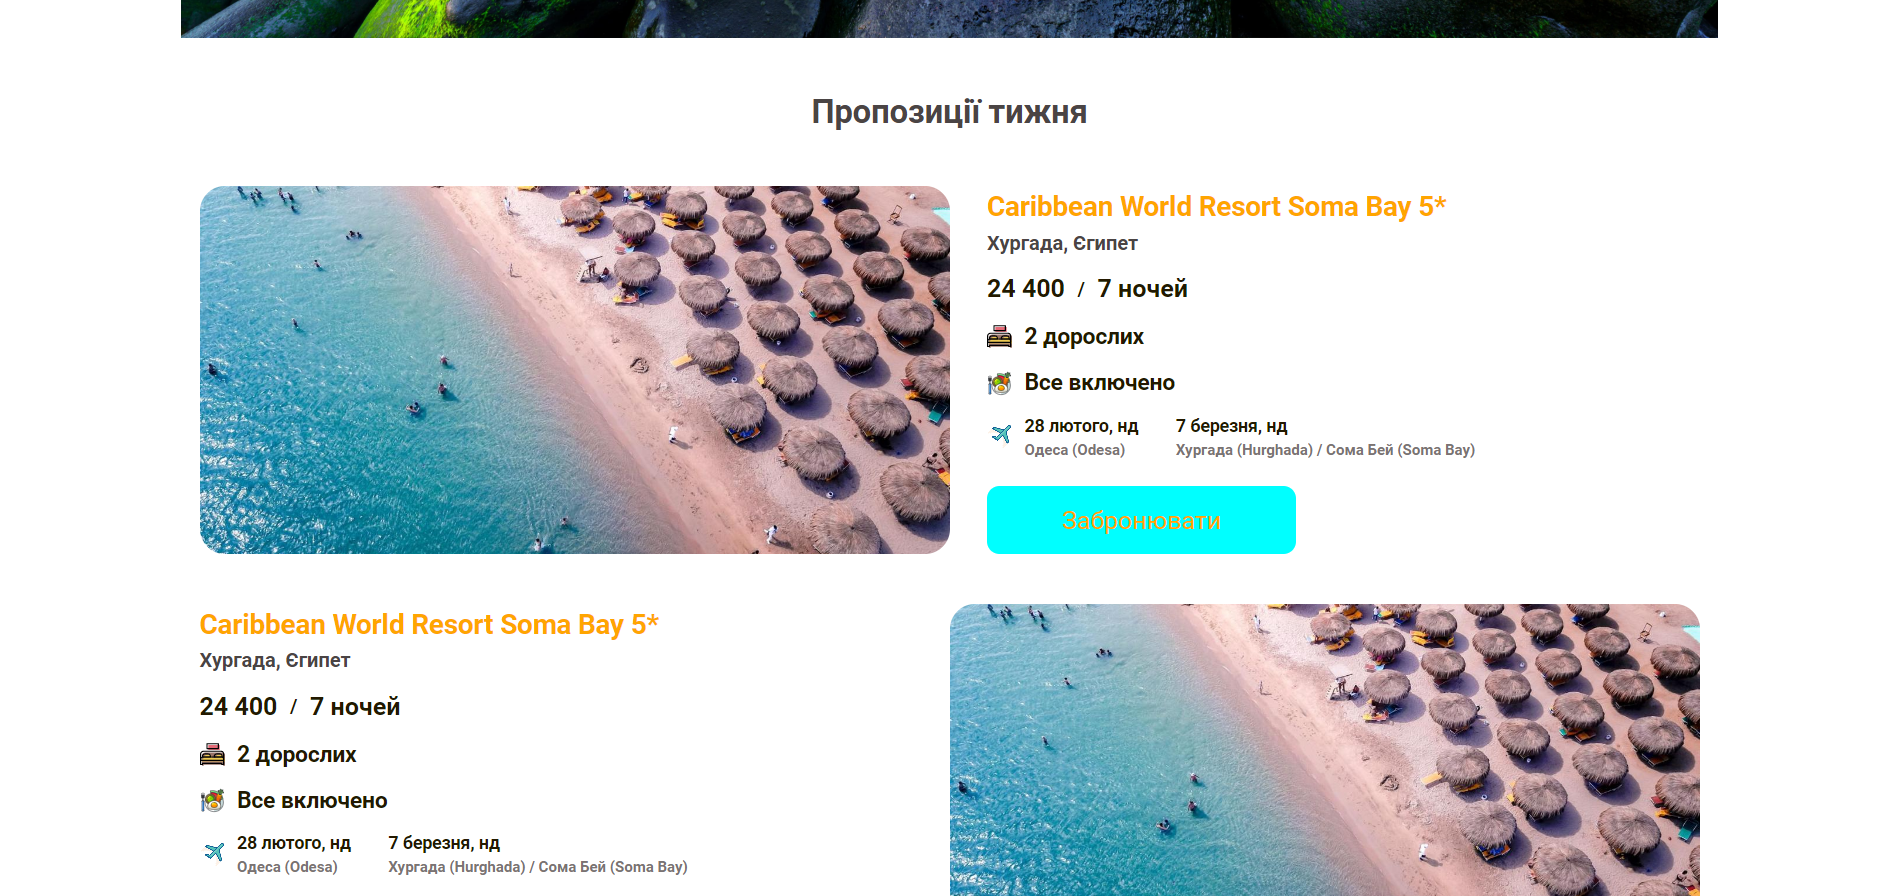 Пропозиції тижня
Caribbean World Resort Soma Bay 5*
Хургада, Єгипет
24 400 / 7 ночей
2 дорослих
Все включено
28 лютого, нд 7 березня, нд
Одеса (Odesa) Хургада (Hurghada) / Сома Бей (Soma Bay)
Забронювати
Caribbean World Resort Soma Bay 5*
Хургада, Єгипет
24 400 / 7 ночей
2 дорослих
Все включено
28 лютого, нд 7 березня, нд
Одеса (Odesa) Хургада (Hurghada) / Сома Бей (Soma Bay)